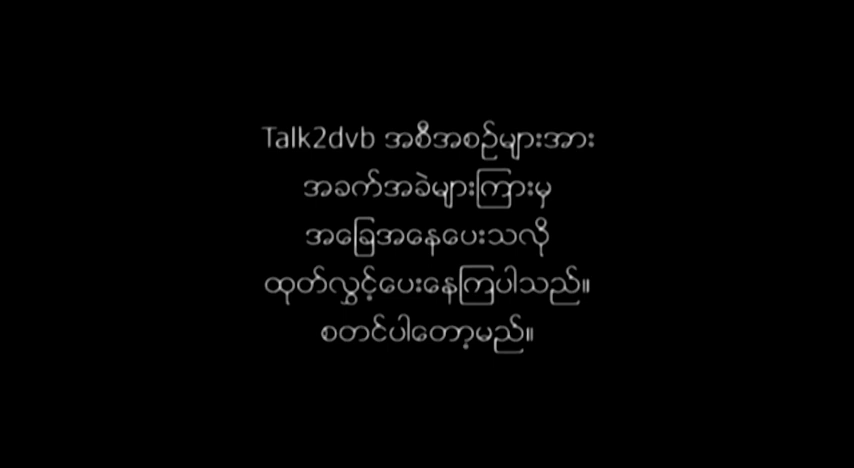 Talk2dvb အစီအစဉ်များအား
အခက်အခဲများကြားမှ
အခြေအနေပေးသလို
ထုတ်လွှင့်ပေးနေကြပါသည်။
စတင်ပါတော့မည်။